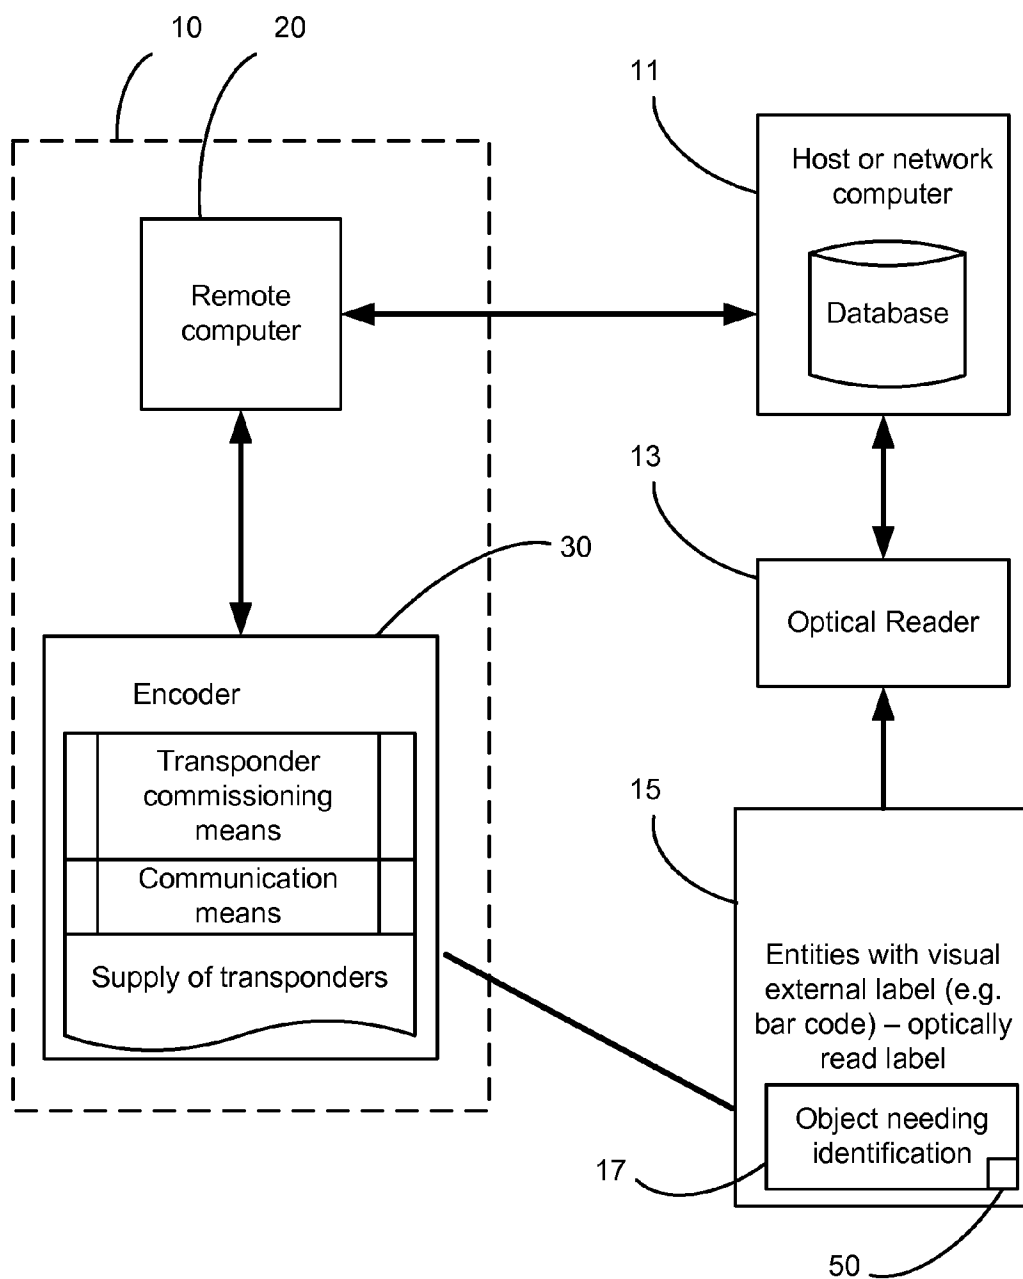 10
20
11
Host or network
computer
Remote
computer
Database
13
30
Optical Reader
Encoder
Transponder
commissioning
means
15
Communication
means
Entities with visual
external label (e.g.
bar code) – optically
read label
Supply of transponders
Object needing
identification
17
50